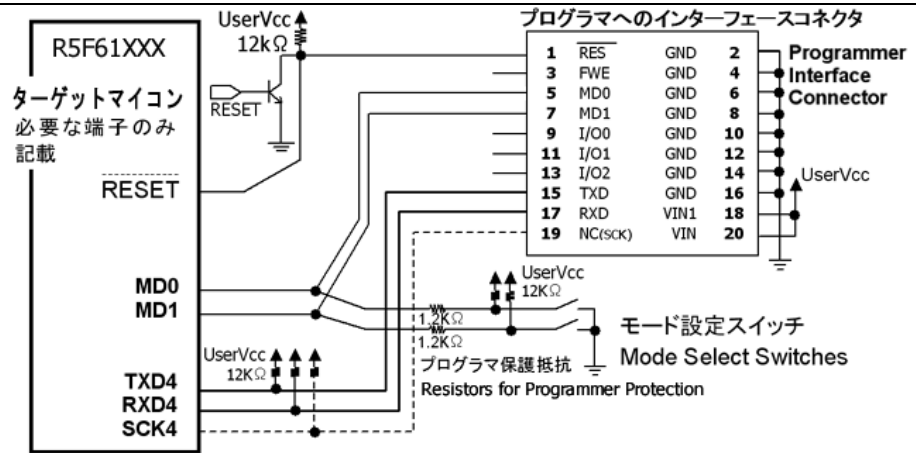 プログラマへのインターフェースコネクタ
UserVcc
12kΩ
R5F61XXX
ターゲットマイコン
必要な端子のみ
記載
RESET
RESET
MD0
MD1
TXD4
RXD4
SCK4
1 RES GND 2
3 FWE GND 4
5 MD0 GND 6
7 MD1 GND 8
9 I/O0 GND 10
11 I/O1 GND 12
13 I/O2 GND 14
15 TXD GND 16
17 RXD VIN1 18
19 NC(SCK) VIN 20
Programmer
Interface
Connector
UserVcc
UserVcc
12KΩ
1.2KΩ
1.2KΩ
モード設定スイッチ
Mode Select Switches
プログラマ保護抵抗
Resistors for Programmer Protection
UserVcc
12KΩ